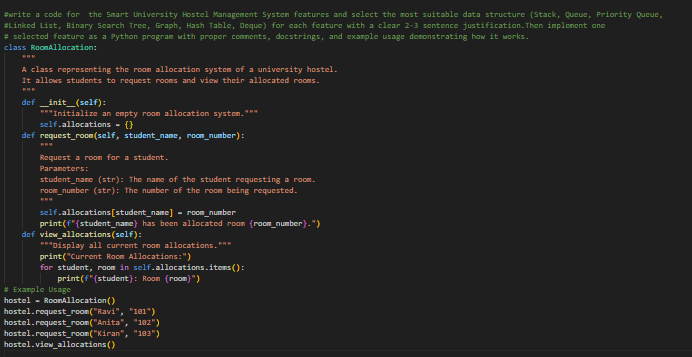 #write a code for  the Smart University Hostel Management System features and select the most suitable data structure (Stack, Queue, Priority Queue,
#Linked List, Binary Search Tree, Graph, Hash Table, Deque) for each feature with a clear 2-3 sentence justification.Then implement one
# selected feature as a Python program with proper comments, docstrings, and example usage demonstrating how it works.
class RoomAllocation:
    """
    A class representing the room allocation system of a university hostel.
    It allows students to request rooms and view their allocated rooms.
    """
    def __init__(self):
        """Initialize an empty room allocation system."""
        self.allocations = {}
    def request_room(self, student_name, room_number):
        """
        Request a room for a student.
        Parameters:
        student_name (str): The name of the student requesting a room.
        room_number (str): The number of the room being requested.
        """
        self.allocations[student_name] = room_number
        print(f"{student_name} has been allocated room {room_number}.")
    def view_allocations(self):
        """Display all current room allocations."""
        print("Current Room Allocations:")
        for student, room in self.allocations.items():
            print(f"{student}: Room {room}")
# Example Usage
hostel = RoomAllocation()
hostel.request_room("Ravi", "101")
hostel.request_room("Anita", "102")
hostel.request_room("Kiran", "103")
hostel.view_allocations()